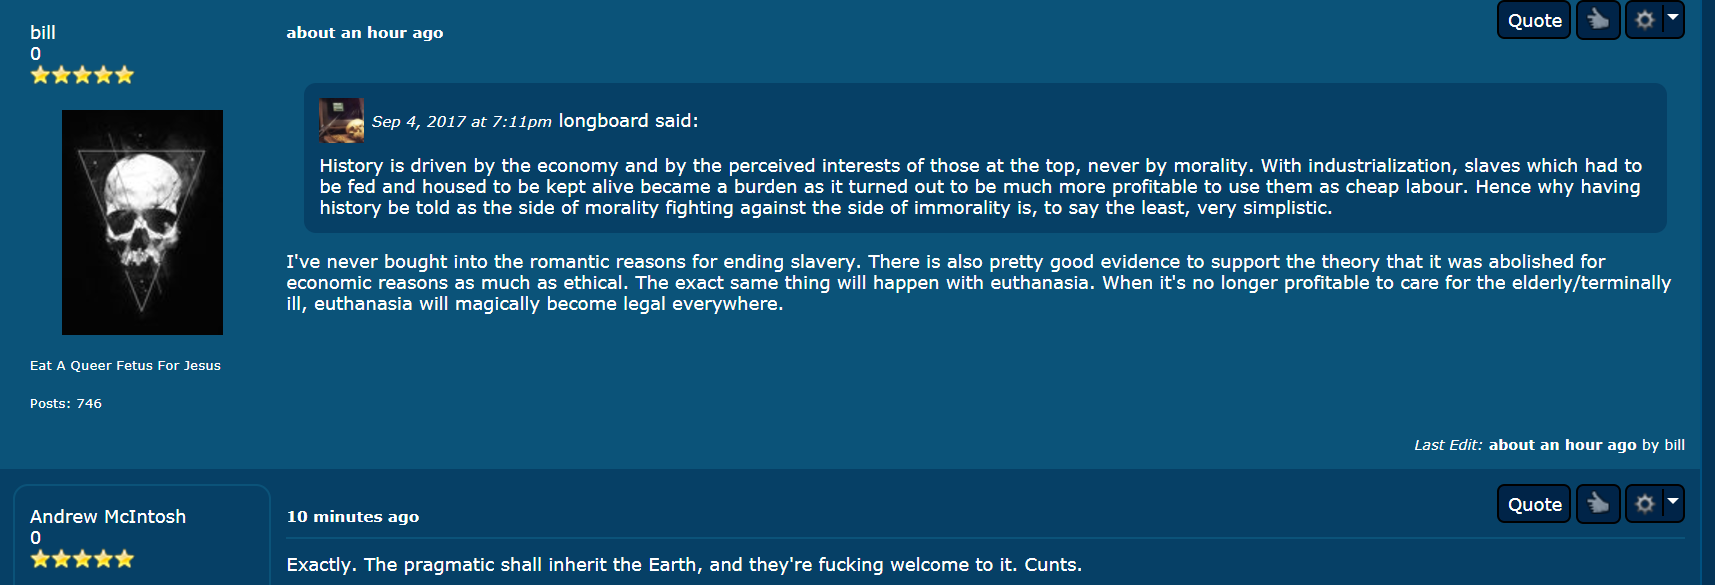 bill
0
about an hour ago
Quote
Sep 4, 2017 at 7:11pm longboard said:
History is driven by the economy and by the perceived interests of those at the top, never by morality. With industrialization, slaves which had to
be fed and housed to be kept alive became a burden as it turned out to be much more profitable to use them as cheap labour. Hence why having
history be told as the side of morality fighting against the side of immorality is, to say the least, very simplistic.
I've never bought into the romantic reasons for ending slavery. There is also pretty good evidence to support the theory that it was abolished for
economic reasons as much as ethical. The exact same thing will happen with euthanasia. When it's no longer profitable to care for the elderly/terminally
ill, euthanasia will magically become legal everywhere.
Eat A Queer Fetus For Jesus
Posts: 746
Last Edit: about an hour ago by bill
Andrew McIntosh
0
10 minutes ago
Quote
Exactly. The pragmatic shall inherit the Earth, and they're fucking welcome to it. Cunts.